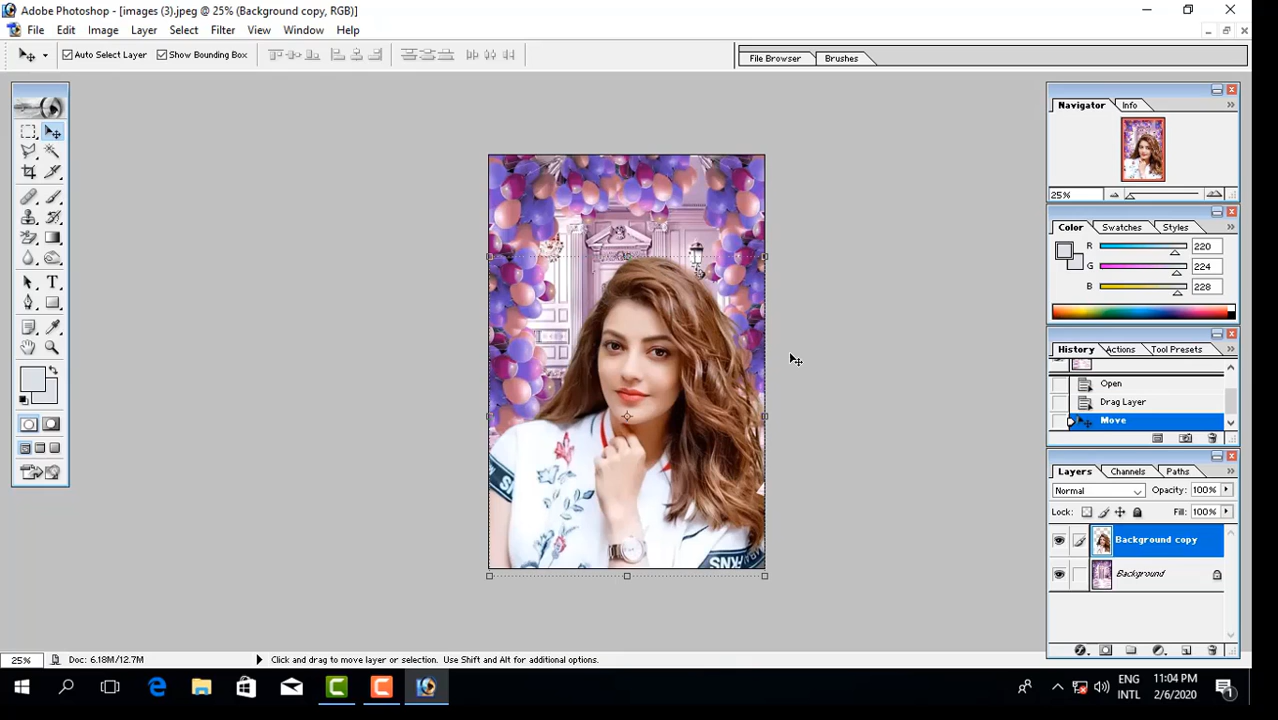 Adobe Photoshop - [images (3).jpeg @ 25% (Background copy, RGB)]
File Edit Image Layer Select Filter View Window Help
Auto Select Layer Show Bounding Box File Browser Brushes
Navigator Info
25%
Color Swatches Styles
R 220
G 224
B 228
History Actions Tool Presets
Open
Drag Layer
Move
Layers Channels Paths
Normal Opacity: 100%
Lock: Fill: 100%
Background copy
Background
25% Doc: 6.18M/12.7M Click and drag to move layer or selection. Use Shift and Alt for additional options.
ENG 11:04 PM
INTL 2/6/2020
1